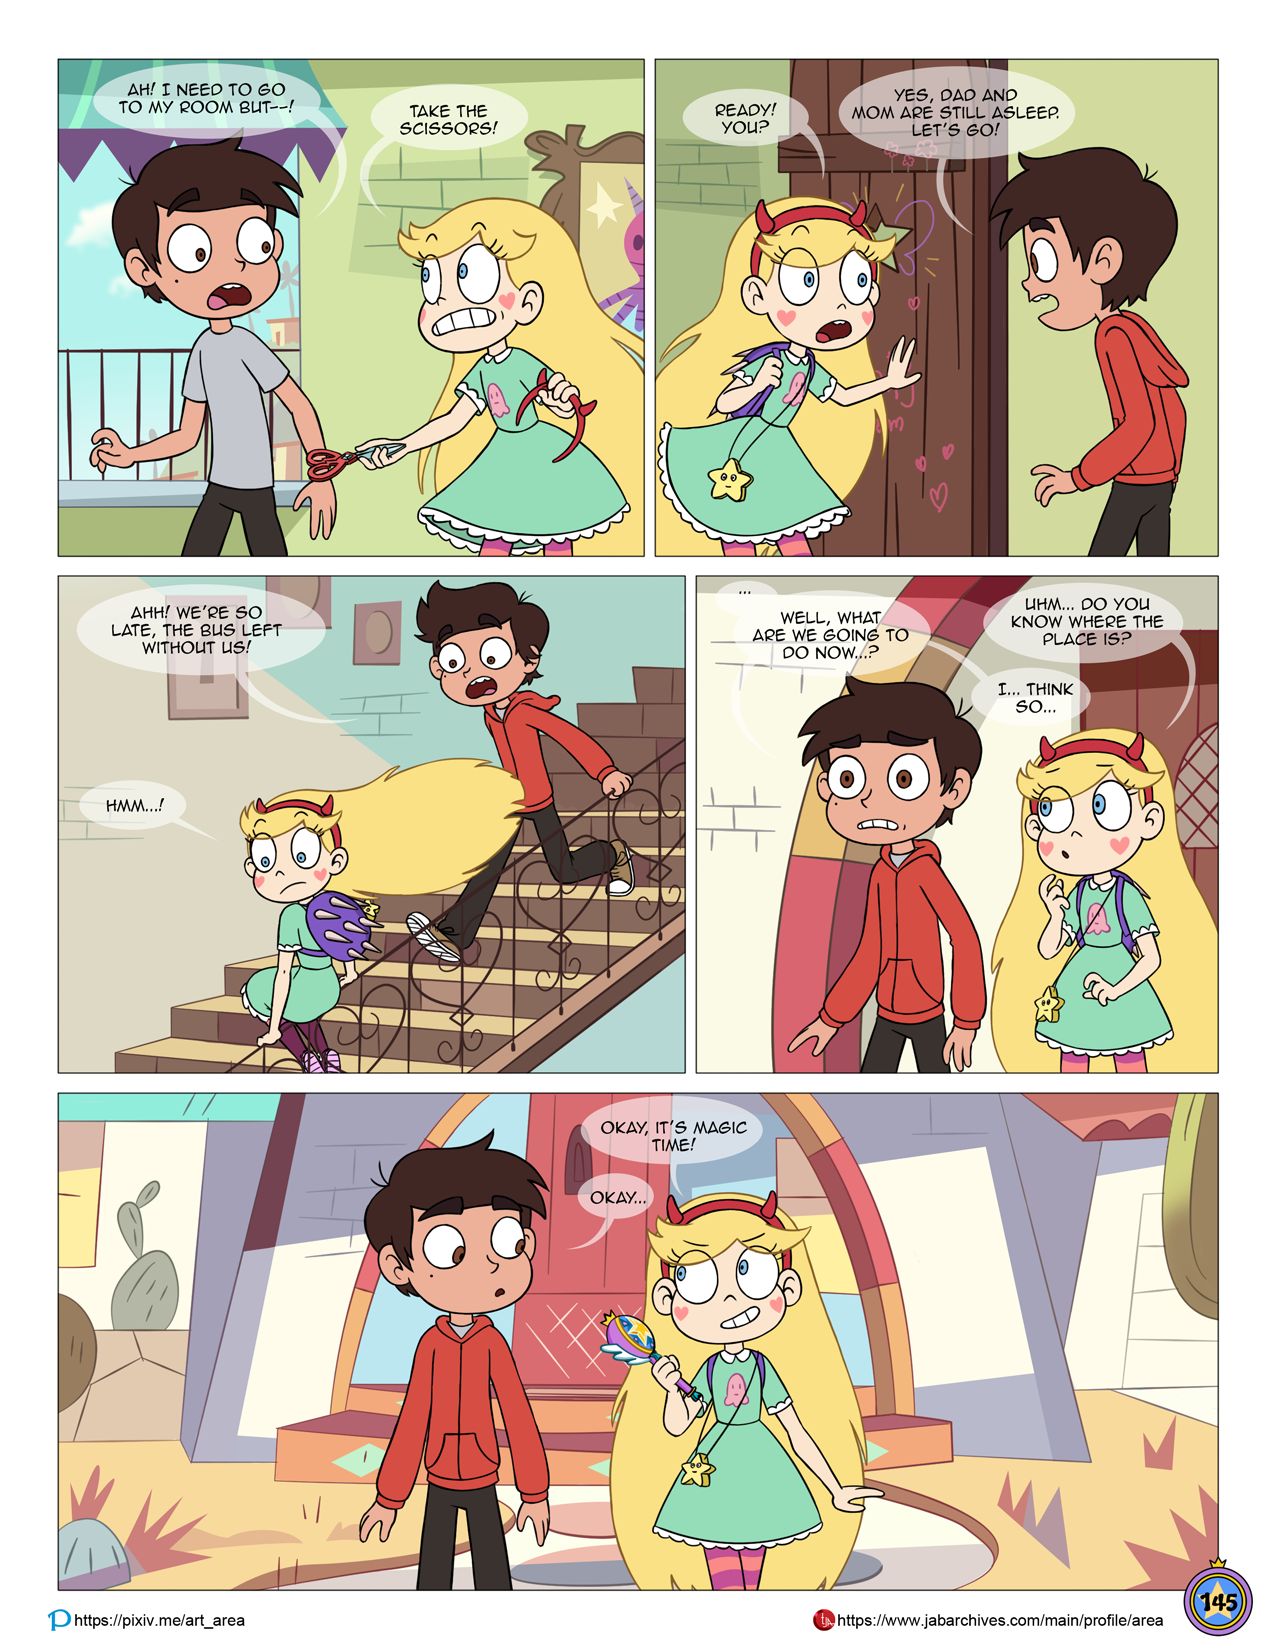 AH! I NEED TO GO
TO MY ROOM BUT--!
TAKE THE
SCISSORS!
READY!
YOU?
YES, DAD AND
MOM ARE STILL ASLEEP.
LET'S GO!
AHH! WE'RE SO
LATE, THE BUS LEFT
WITHOUT US!
HMM...!
...
WELL, WHAT
ARE WE GOING TO
DO NOW...?
UHM... DO YOU
KNOW WHERE THE
PLACE IS?
I... THINK
SO...
OKAY, IT'S MAGIC
TIME!
OKAY...
https://pixiv.me/art_area
https://www.jabarchives.com/main/profile/area
145